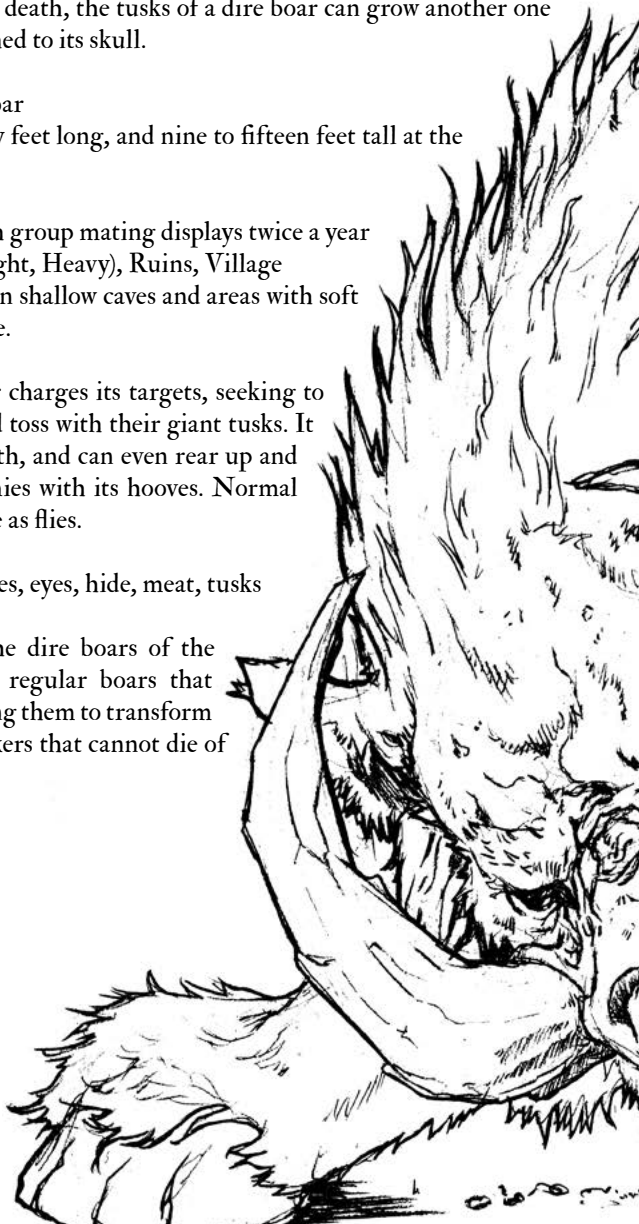 death, the tusks of a dire boar can grow another one
ned to its skull.
oar
feet long, and nine to fifteen feet tall at the
n group mating displays twice a year
ght, Heavy), Ruins, Village
n shallow caves and areas with soft
e.
charges its targets, seeking to
d toss with their giant tusks. It
th, and can even rear up and
nies with its hooves. Normal
e as flies.
es, eyes, hide, meat, tusks
he dire boars of the
regular boars that
ng them to transform
kers that cannot die of